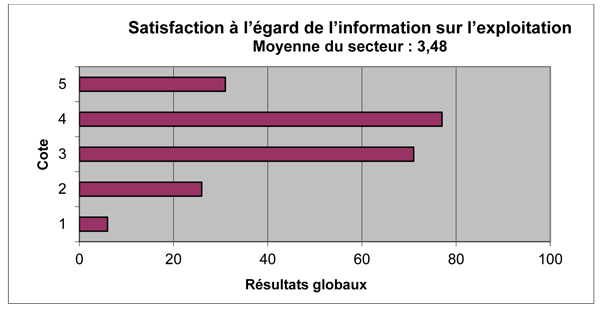 Satisfaction à l’égard de l’information sur l’exploitation
Moyenne du secteur : 3,48
5
4
3
2
1
Cote
0 20 40 60 80 100
Résultats globaux